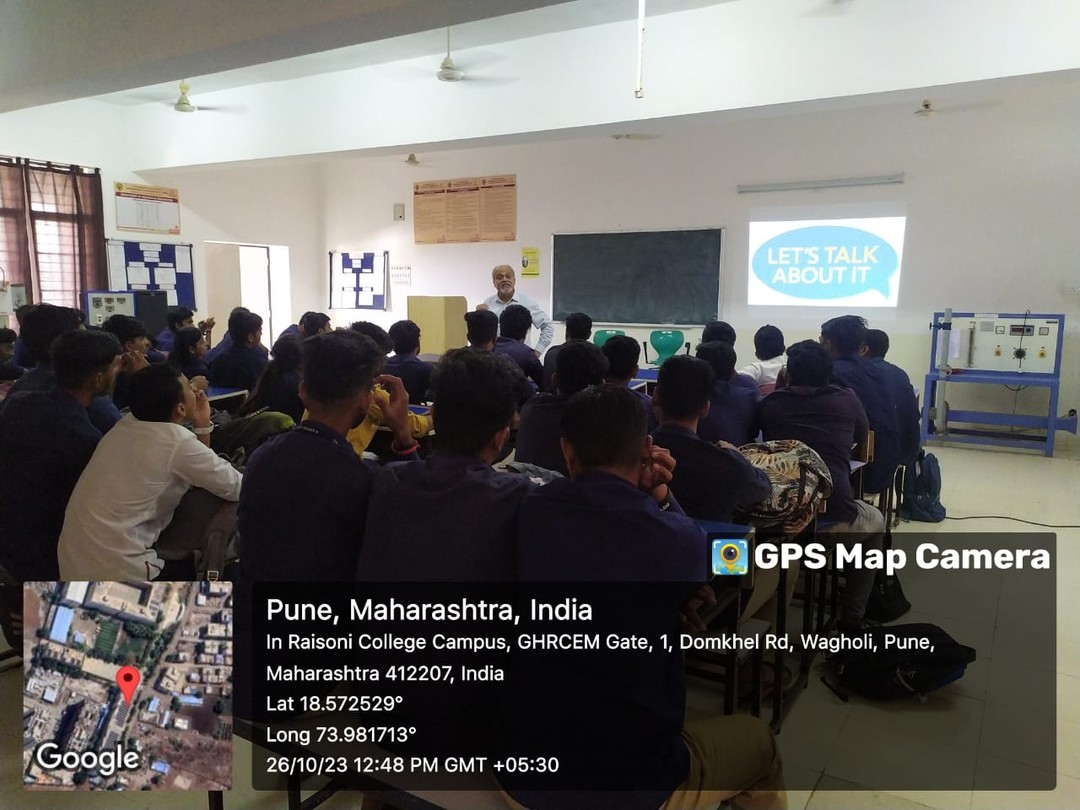 LET'S TALK
ABOUT IT
GPS Map Camera
Pune, Maharashtra, India
In Raisoni College Campus, GHRCEM Gate, 1, Domkhel Rd, Wagholi, Pune,
Maharashtra 412207, India
Lat 18.572529°
Long 73.981713°
26/10/23 12:48 PM GMT +05:30
Google